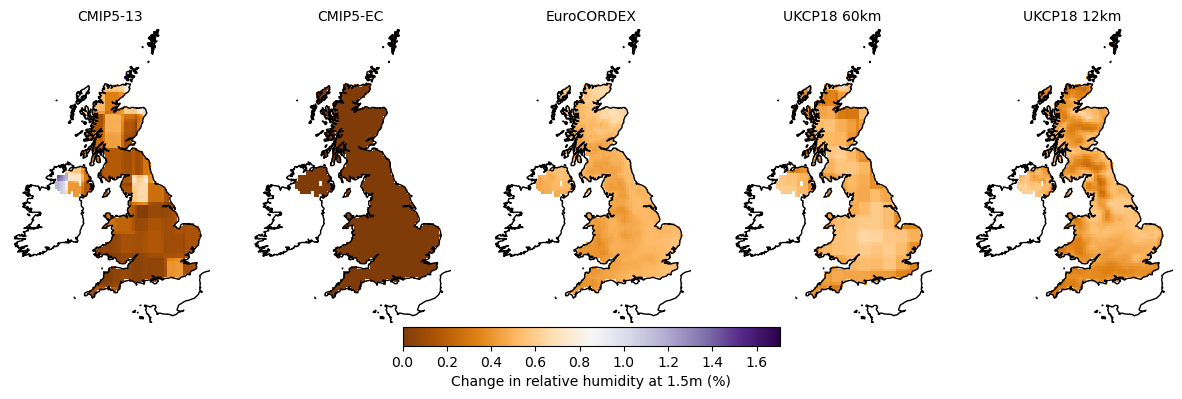 CMIP5-13 CMIP5-EC EuroCORDEX UKCP18 60km UKCP18 12km
0.0 0.2 0.4 0.6 0.8 1.0 1.2 1.4 1.6
Change in relative humidity at 1.5m (%)